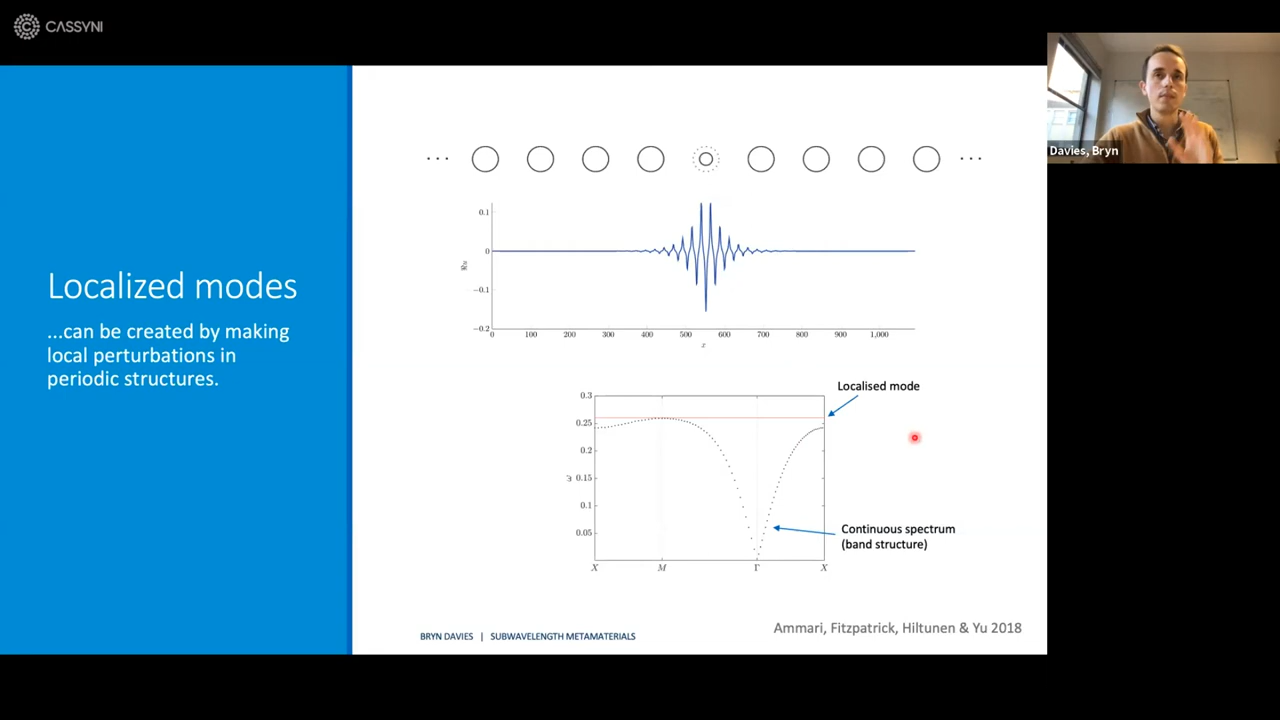 CASSYNI
Davies, Bryn
Localized modes
...can be created by making
local perturbations in
periodic structures.
0.1
0
−0.1
−0.2
0 100 200 300 400 500 600 700 800 900 1,000
x
Localised mode
0.3
0.25
0.2
0.15
0.1
0.05
ω
X M Γ X
Continuous spectrum
(band structure)
Ammari, Fitzpatrick, Hiltunen & Yu 2018
BRYN DAVIES | SUBWAVELENGTH METAMATERIALS